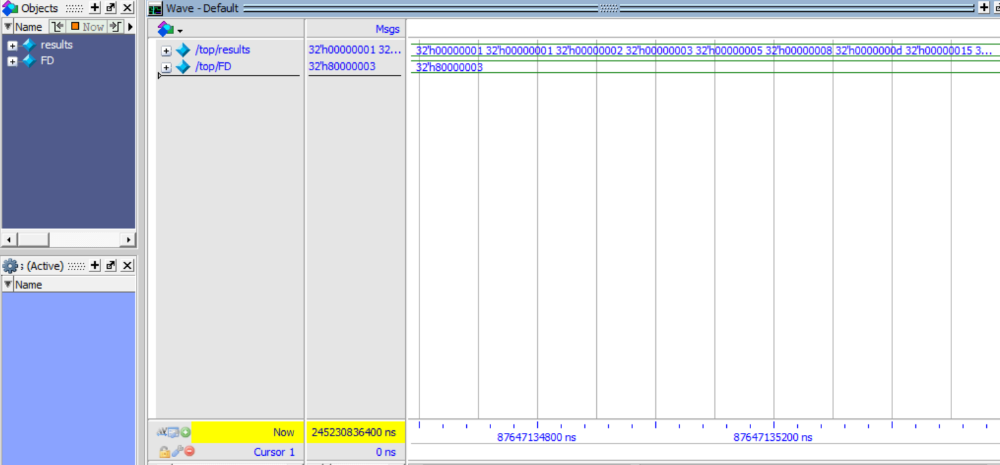 Objects
Name Now
results
FD
; (Active)
Name
Wave - Default
Msgs
/top/results 32'h00000001 32... 32'h00000001 32'h00000001 32'h00000002 32'h00000003 32'h00000005 32'h00000008 32'h0000000d 32'h00000015 3...
/top/FD 32'h80000003 32'h80000003
Now 245230836400 ns 87647134800 ns 87647135200 ns
Cursor 1 0 ns